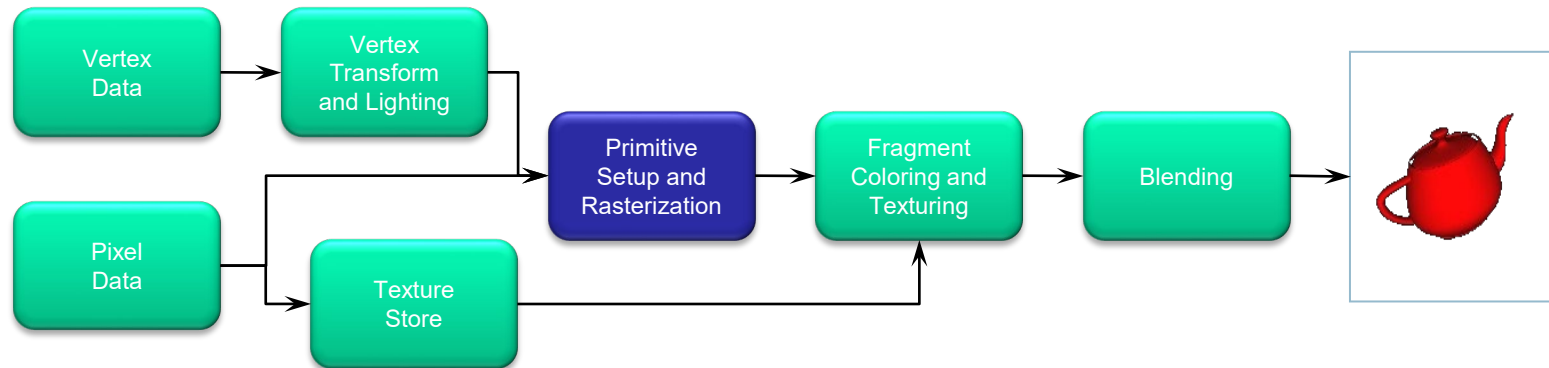 Vertex
Data
Vertex
Transform
and Lighting
Primitive
Setup and
Rasterization
Fragment
Coloring and
Texturing
Blending
Pixel
Data
Texture
Store